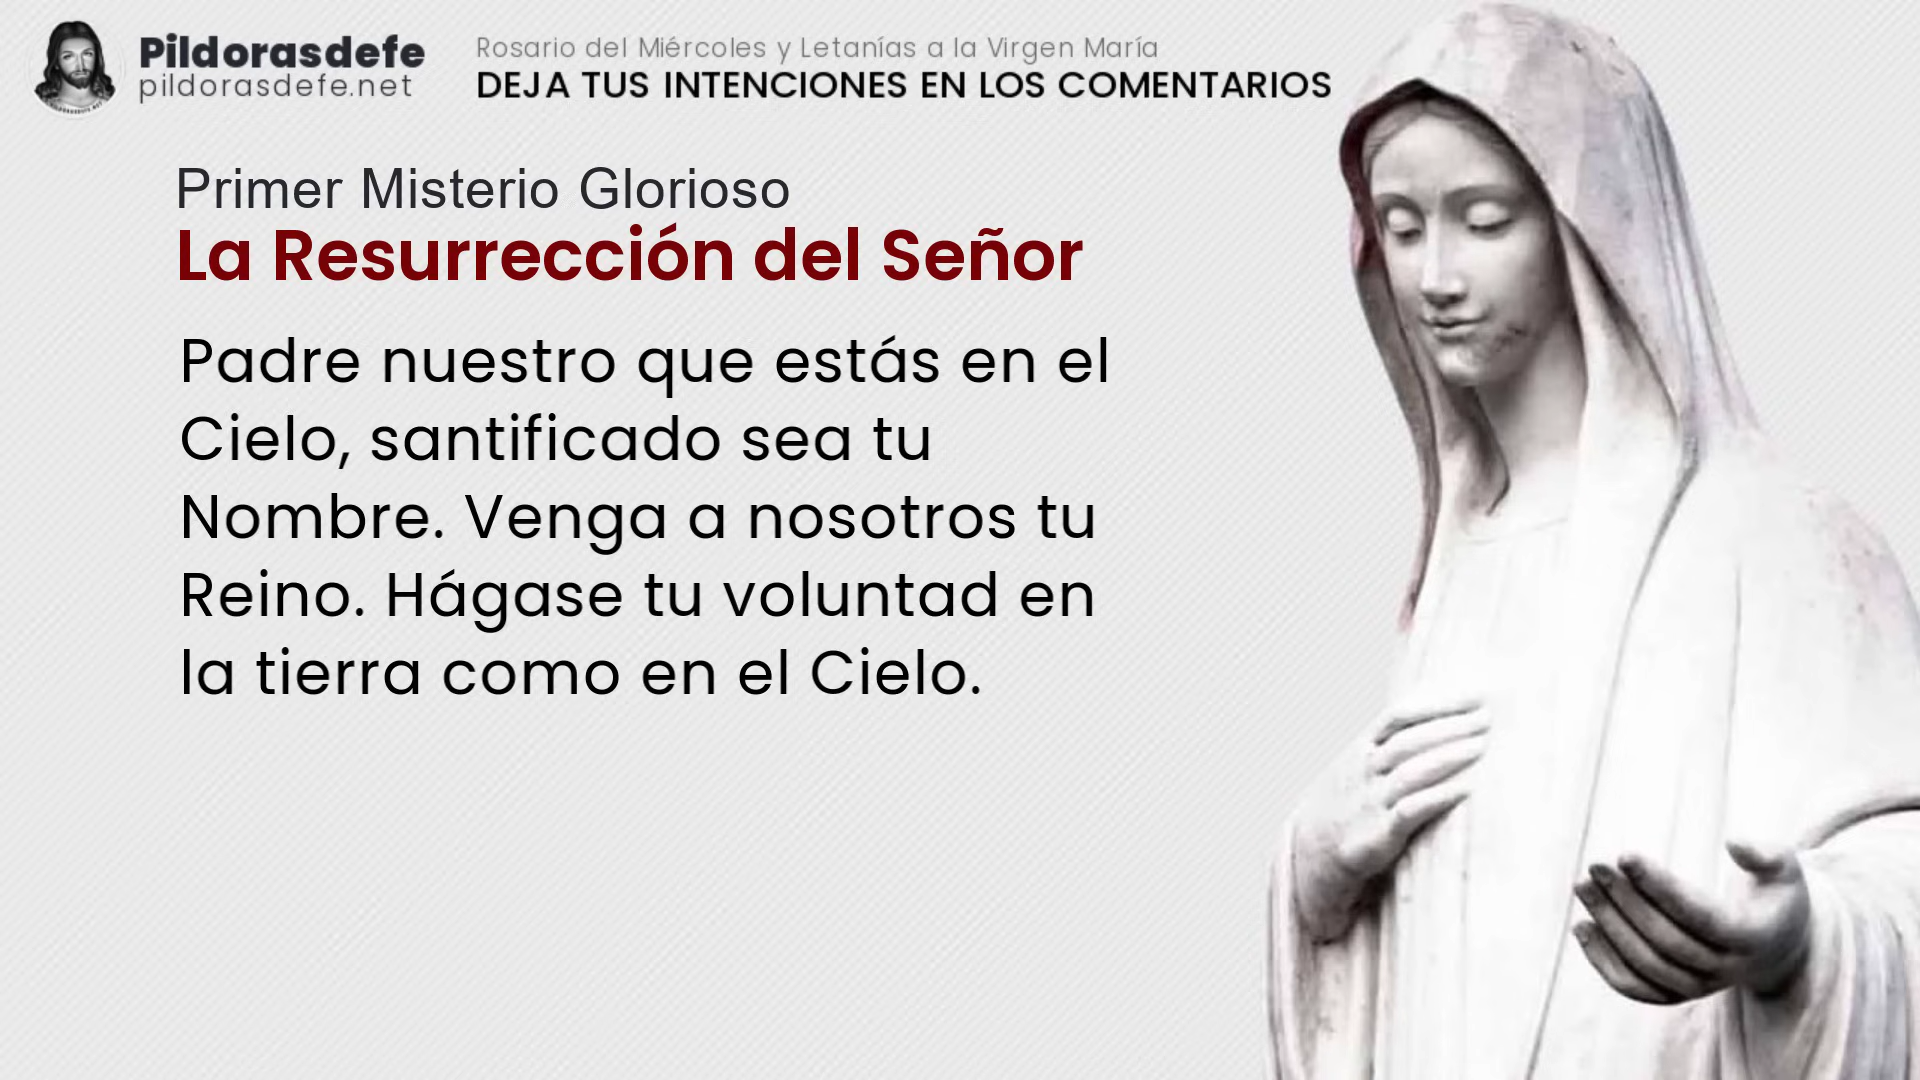 Pildorasdefe
pildorasdefe.net
Rosario del Miércoles y Letanías a la Virgen María
DEJA TUS INTENCIONES EN LOS COMENTARIOS
Primer Misterio Glorioso
La Resurrección del Señor
Padre nuestro que estás en el
Cielo, santificado sea tu
Nombre. Venga a nosotros tu
Reino. Hágase tu voluntad en
la tierra como en el Cielo.